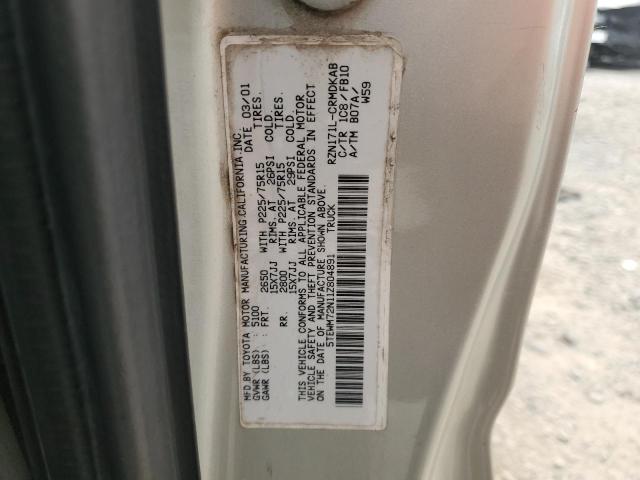 MFD BY TOYOTA MOTOR MANUFACTURING CALIFORNIA INC.
DATE 03/01
GVWR (LBS) : 5100
GAWR (LBS) : FRT. 2650 WITH P225/75R15 TIRES.
15X7JJ RIMS. AT 26PSI COLD.
RR. 2800 WITH P225/75R15 TIRES.
15X7JJ RIMS. AT 29PSI COLD.
THIS VEHICLE CONFORMS TO ALL APPLICABLE FEDERAL MOTOR
VEHICLE SAFETY AND THEFT PREVENTION STANDARDS IN EFFECT
ON THE DATE OF MANUFACTURE SHOWN ABOVE.
5TEWM72N11Z804891 TRUCK
RZN171L-CRMDKAB
C/TR 1C8/FB10
A/TM B07A/
W59